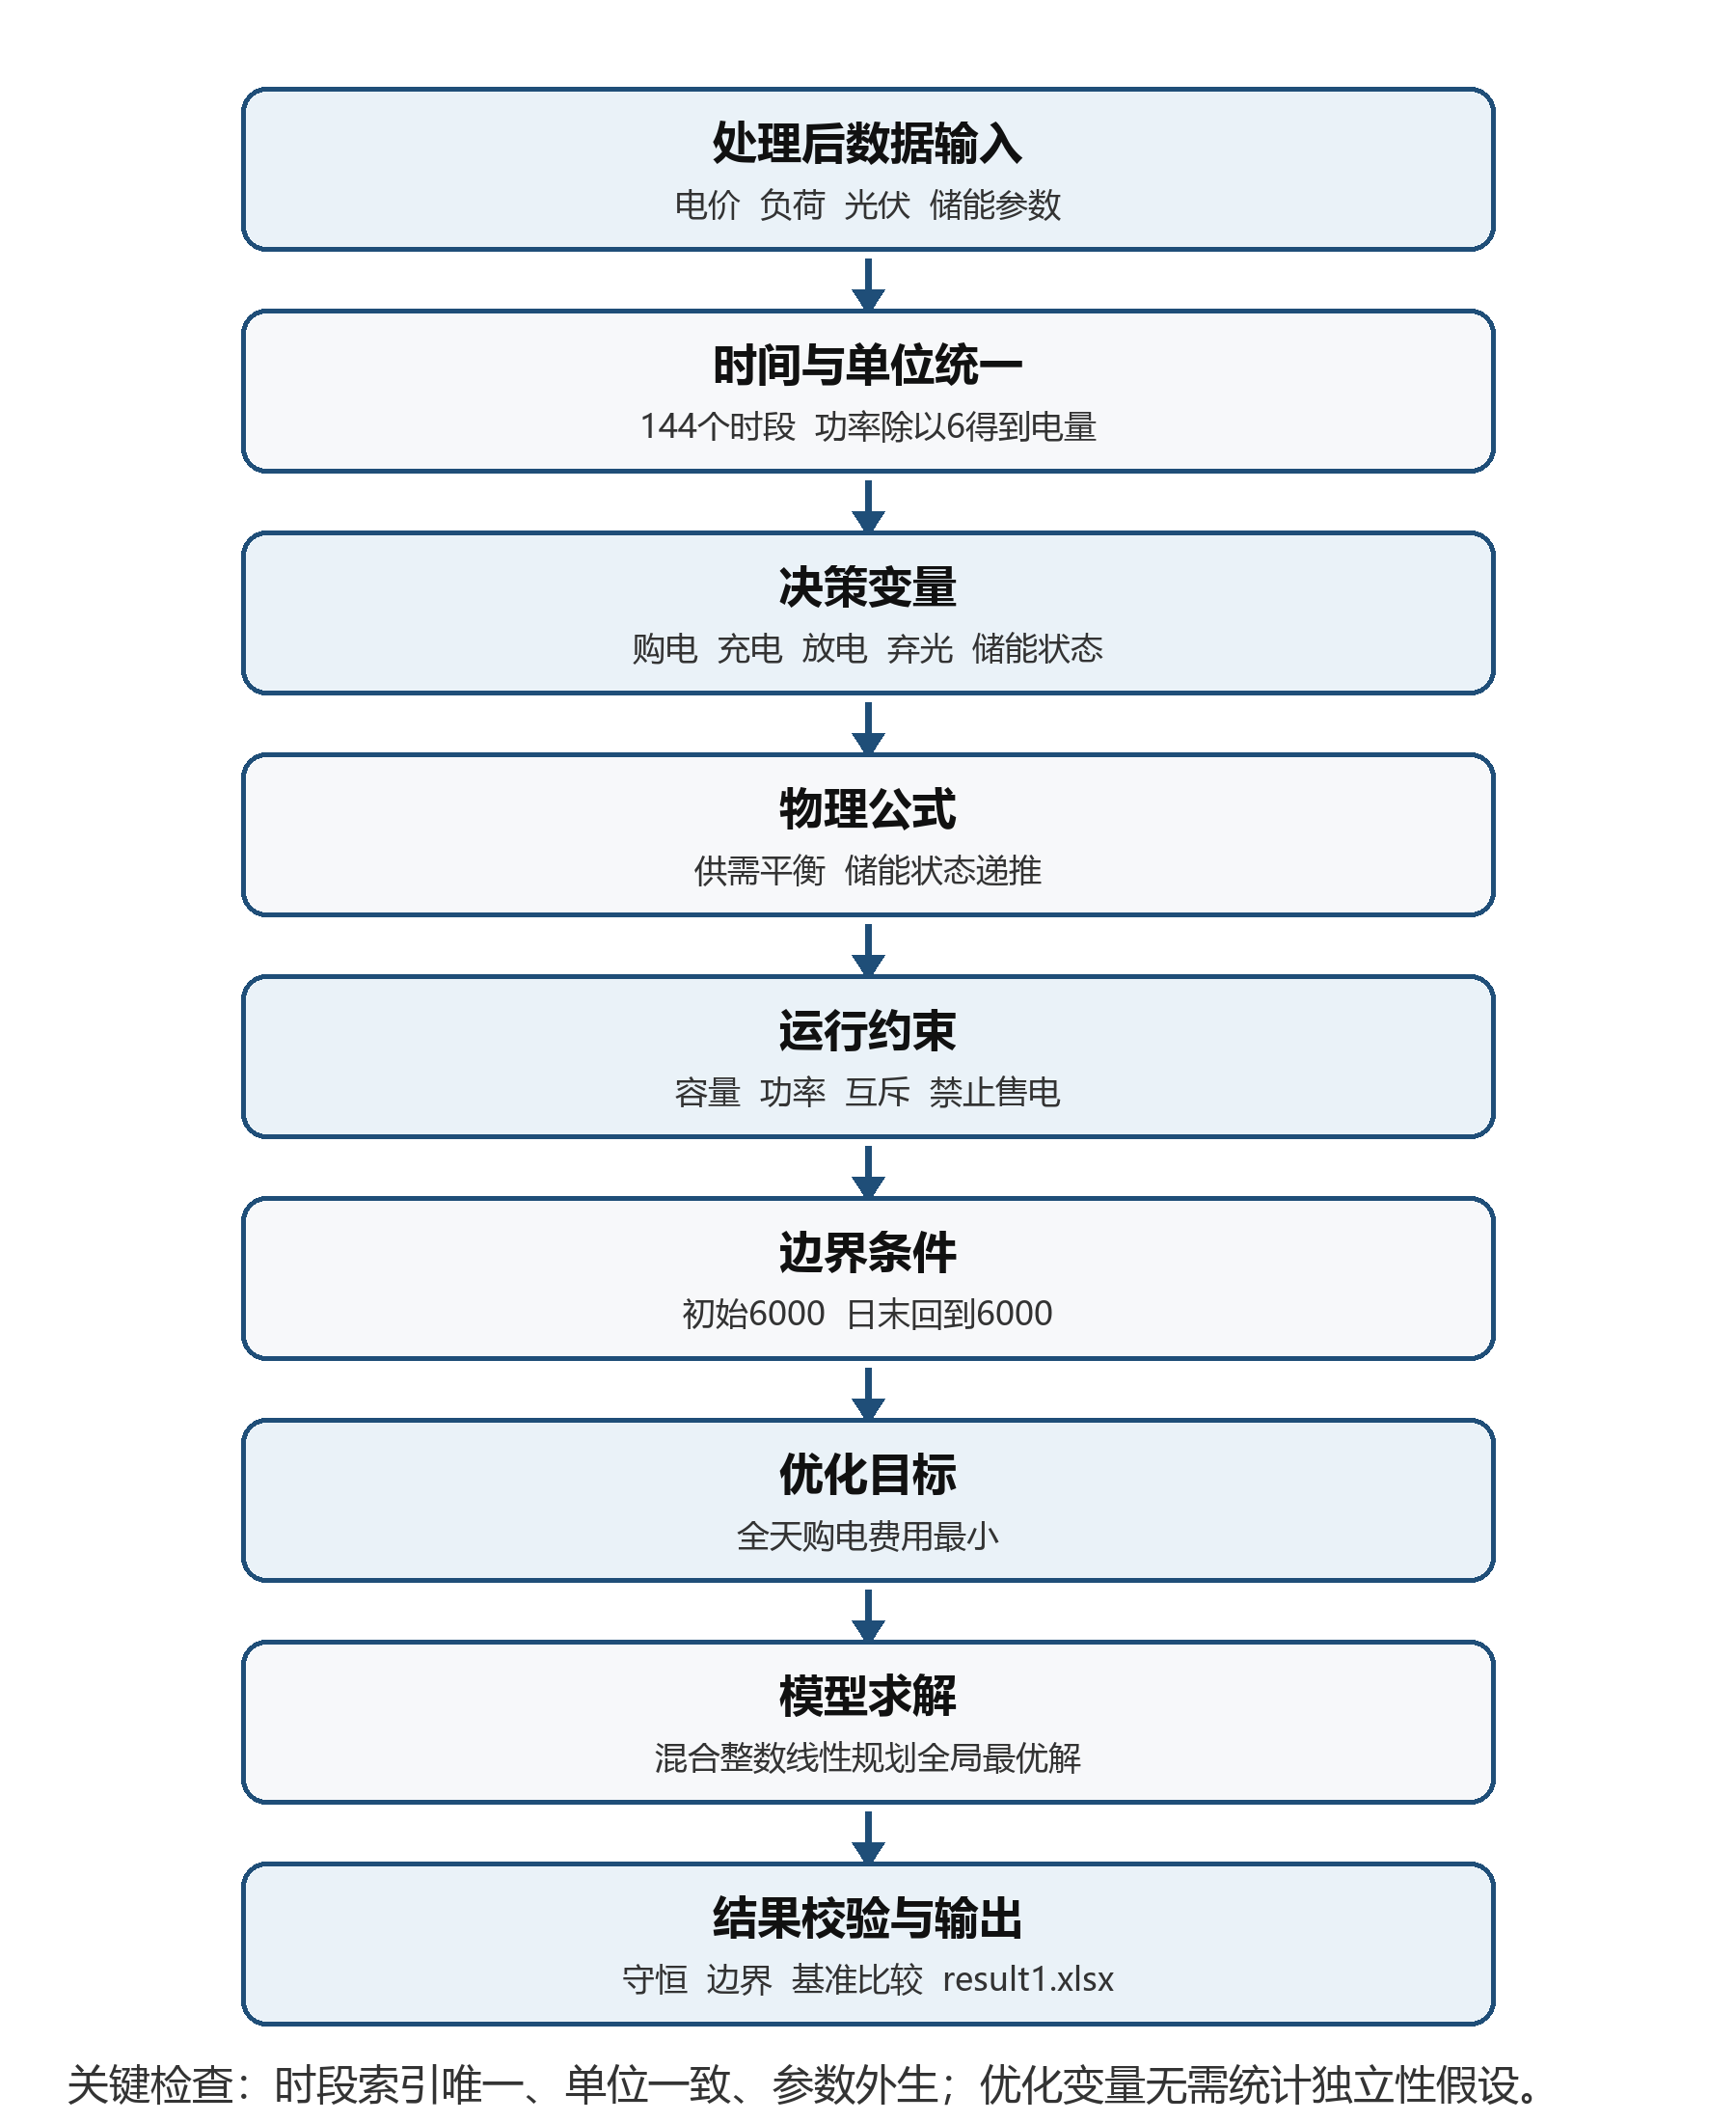 处理后数据输入
电价 负荷 光伏 储能参数
时间与单位统一
144个时段 功率除以6得到电量
决策变量
购电 充电 放电 弃光 储能状态
物理公式
供需平衡 储能状态递推
运行约束
容量 功率 互斥 禁止售电
边界条件
初始6000 日末回到6000
优化目标
全天购电费用最小
模型求解
混合整数线性规划全局最优解
结果校验与输出
守恒 边界 基准比较 result1.xlsx
关键检查：时段索引唯一、单位一致、参数外生；优化变量无需统计独立性假设。